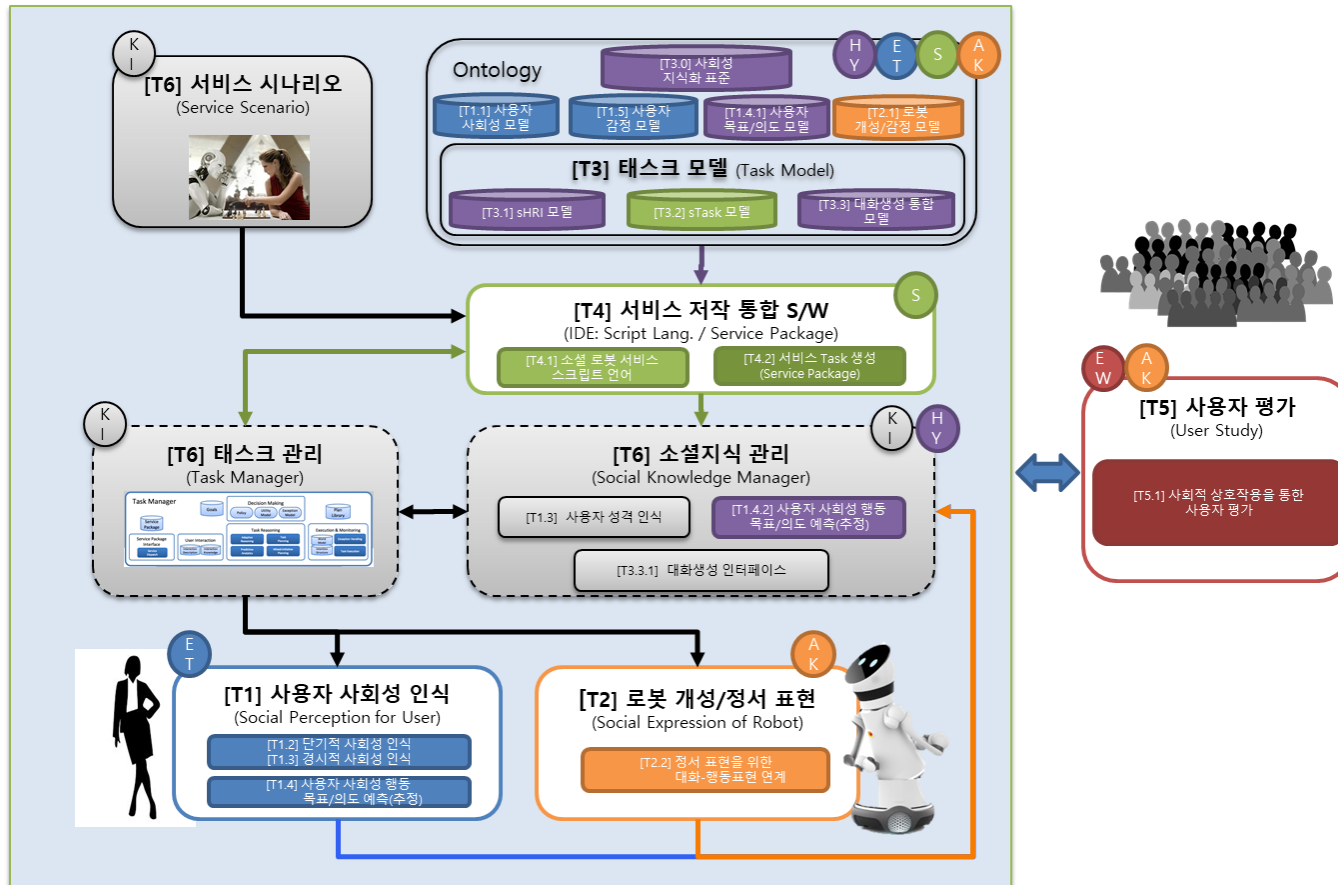 KI
[T6] 서비스 시나리오
(Service Scenario)
HY
ET
S
AK
Ontology
[T3.0] 사회성
지식화 표준
[T1.1] 사용자
사회성 모델
[T1.5] 사용자
감정 모델
[T1.4.1] 사용자
목표/의도 모델
[T2.1] 로봇
개성/감정 모델
[T3] 태스크 모델 (Task Model)
[T3.1] sHRI 모델
[T3.2] sTask 모델
[T3.3] 대화생성 통합
모델
S
[T4] 서비스 저작 통합 S/W
(IDE: Script Lang. / Service Package)
[T4.1] 소셜 로봇 서비스
스크립트 언어
[T4.2] 서비스 Task 생성
(Service Package)
EW
AK
[T5] 사용자 평가
(User Study)
[T5.1] 사회적 상호작용을 통한
사용자 평가
KI
[T6] 태스크 관리
(Task Manager)
Task Manager
Goals
Decision Making
Policy
Utility Model
Exception Model
Plan Library
Service Package
Service Package Interface
User Interaction
Task Reasoning
Execution & Monitoring
KI
HY
[T6] 소셜지식 관리
(Social Knowledge Manager)
[T1.3] 사용자 성격 인식
[T1.4.2] 사용자 사회성 행동
목표/의도 예측(추정)
[T3.3.1] 대화생성 인터페이스
ET
[T1] 사용자 사회성 인식
(Social Perception for User)
[T1.2] 단기적 사회성 인식
[T1.3] 경시적 사회성 인식
[T1.4] 사용자 사회성 행동
목표/의도 예측(추정)
AK
[T2] 로봇 개성/정서 표현
(Social Expression of Robot)
[T2.2] 정서 표현을 위한
대화-행동표현 연계